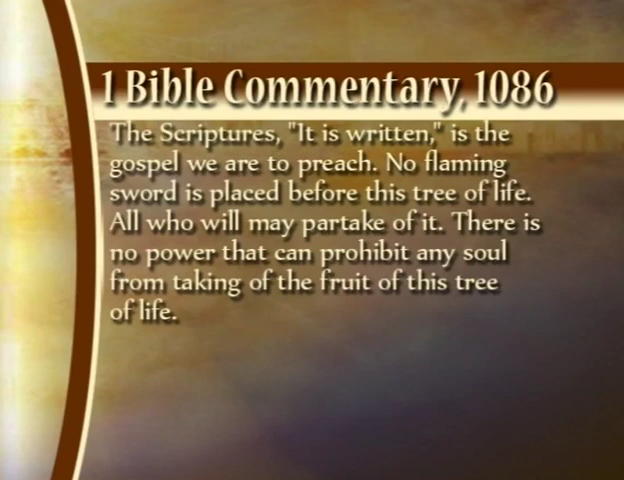 1 Bible Commentary, 1086
The Scriptures, "It is written," is the
gospel we are to preach. No flaming
sword is placed before this tree of life.
All who will may partake of it. There is
no power that can prohibit any soul
from taking of the fruit of this tree
of life.